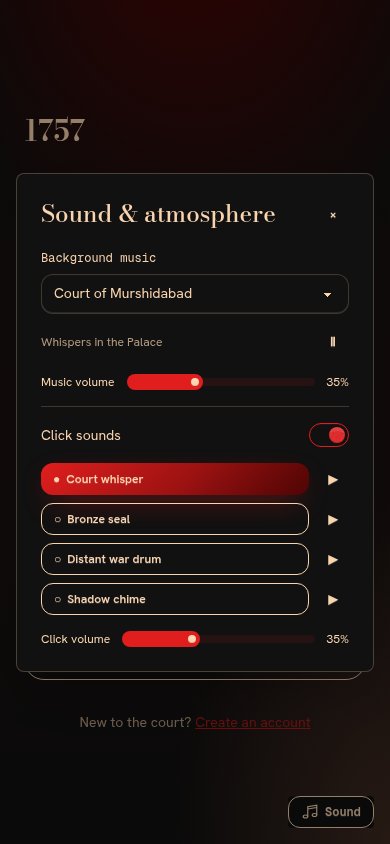 1757
Sound & atmosphere ×
Background music
Court of Murshidabad
Whispers in the Palace
Music volume 35%
Click sounds
Court whisper
Bronze seal
Distant war drum
Shadow chime
Click volume 35%
New to the court? Create an account
Sound